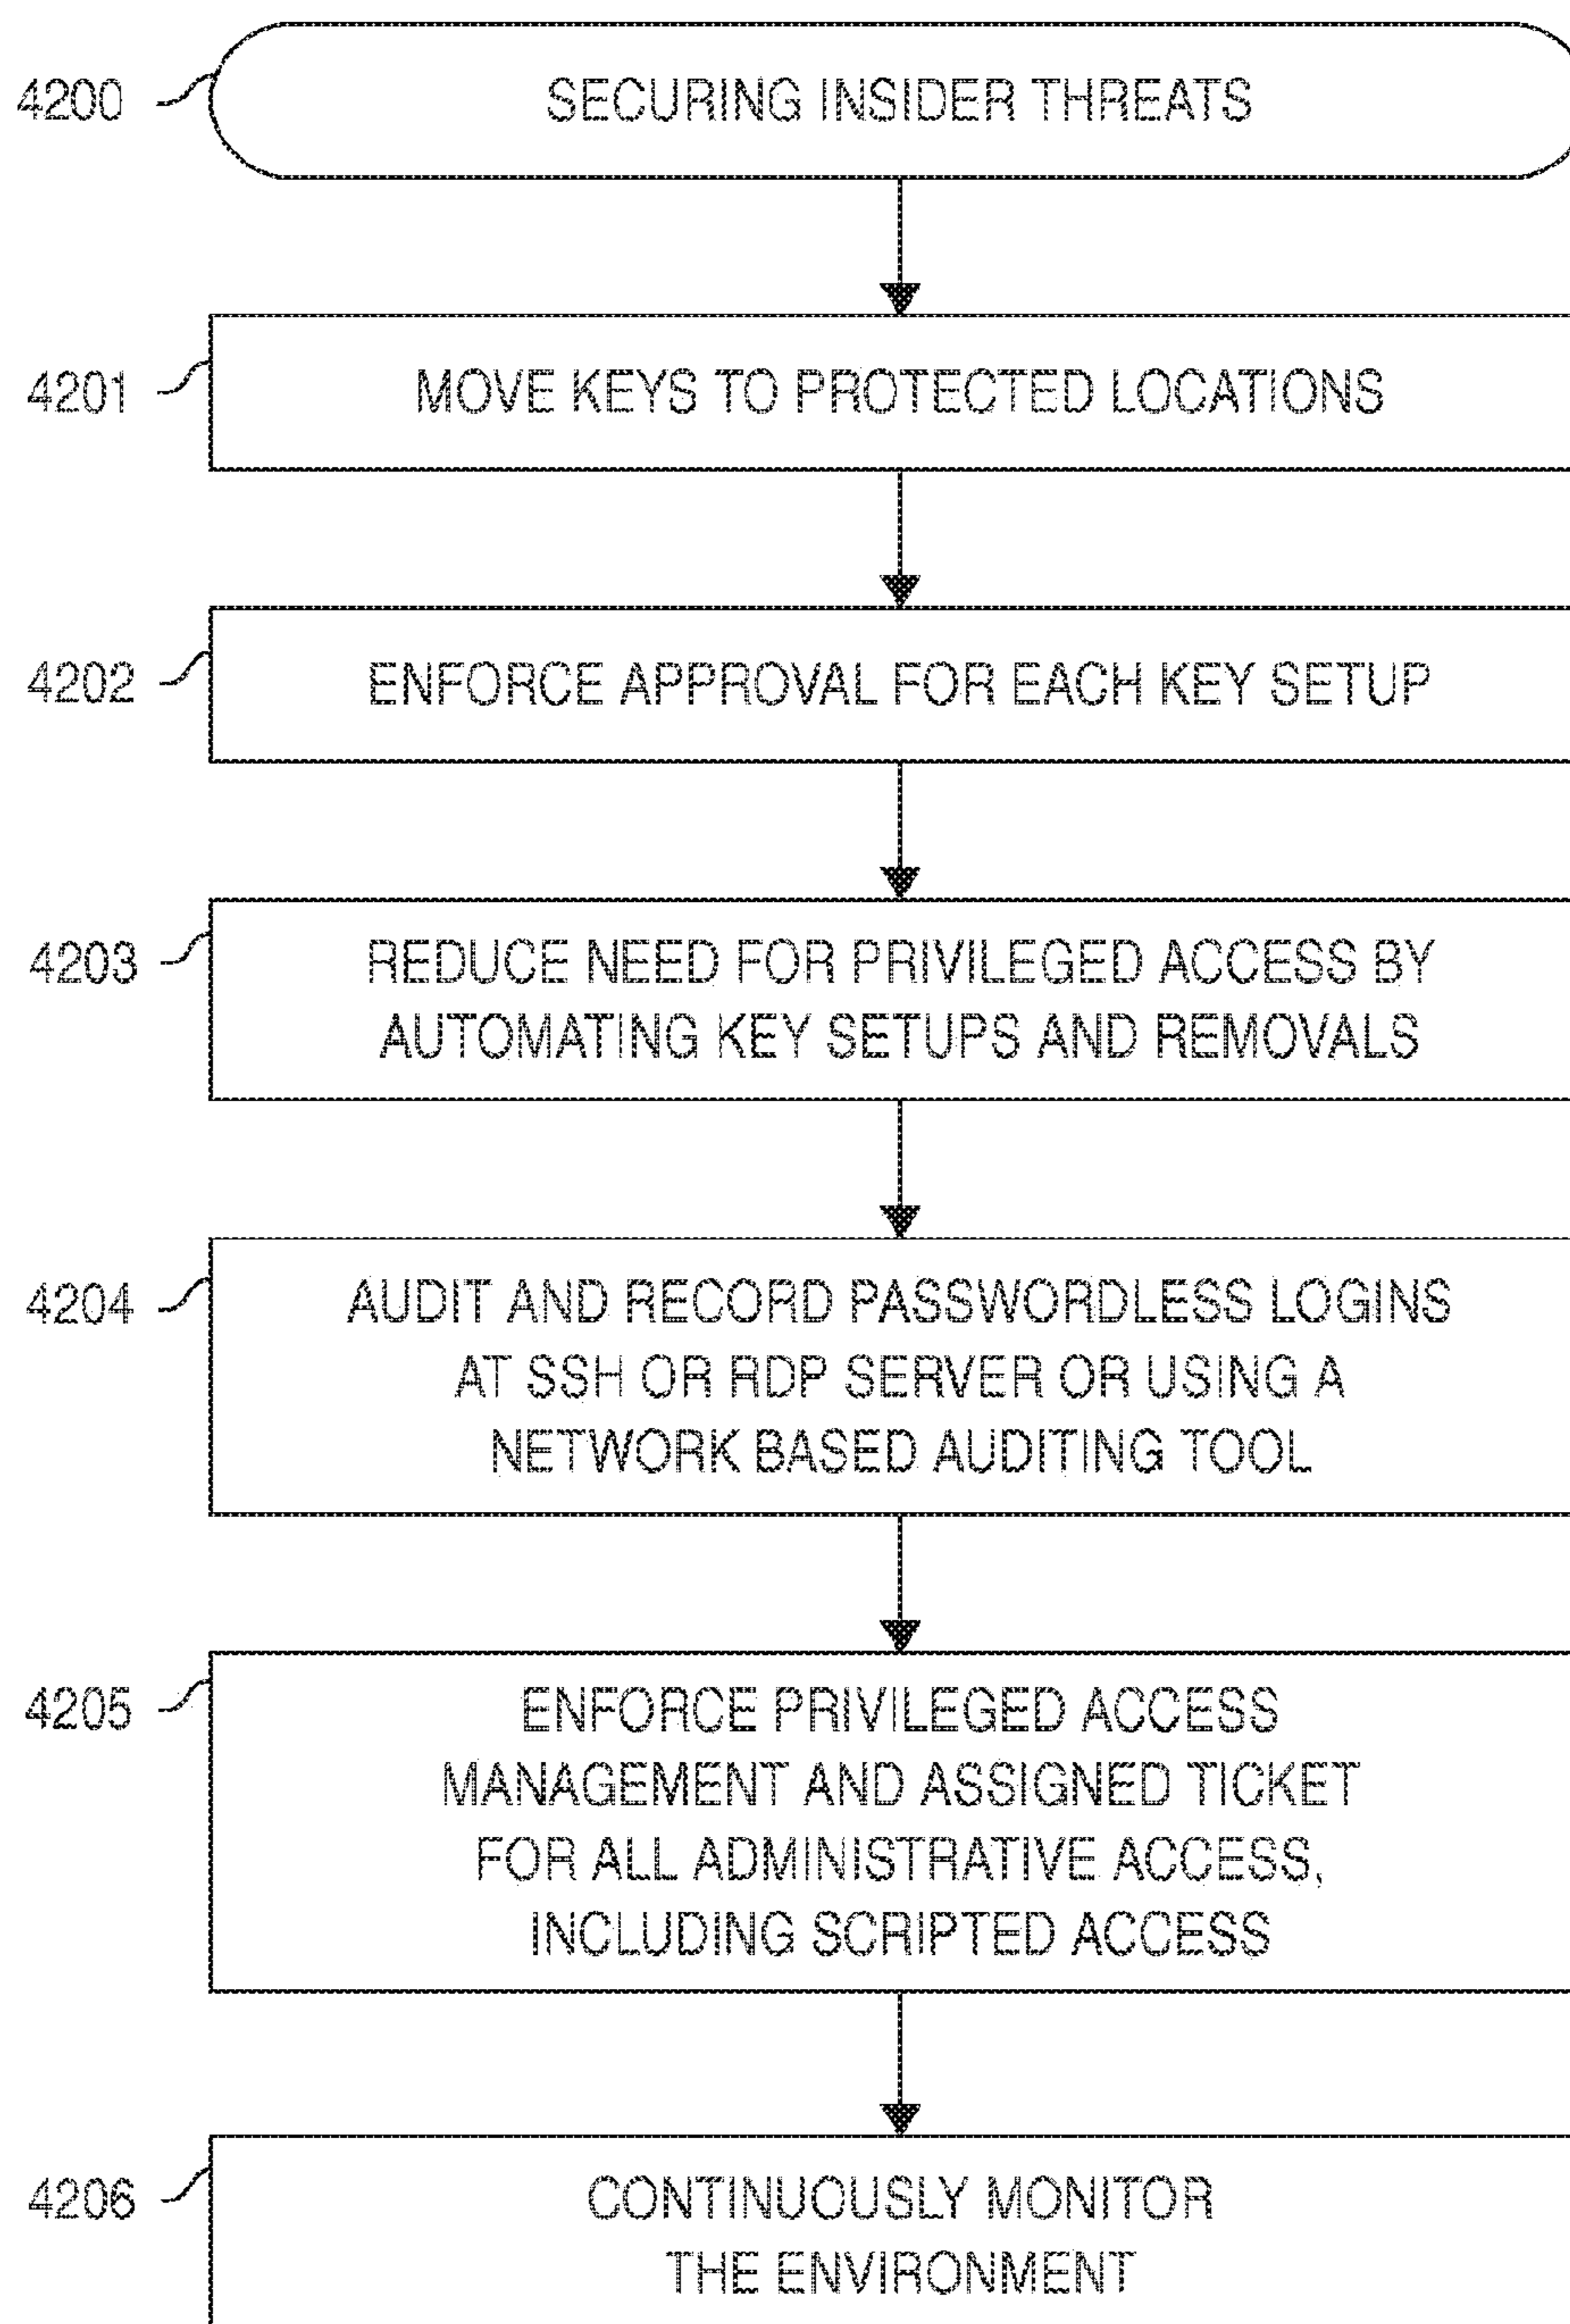 4200 SECURING INSIDER THREATS
4201 MOVE KEYS TO PROTECTED LOCATIONS
4202 ENFORCE APPROVAL FOR EACH KEY SETUP
4203 REDUCE NEED FOR PRIVILEGED ACCESS BY
AUTOMATING KEY SETUPS AND REMOVALS
4204 AUDIT AND RECORD PASSWORDLESS LOGINS
AT SSH OR RDP SERVER OR USING A
NETWORK BASED AUDITING TOOL
4205 ENFORCE PRIVILEGED ACCESS
MANAGEMENT AND ASSIGNED TICKET
FOR ALL ADMINISTRATIVE ACCESS,
INCLUDING SCRIPTED ACCESS
4206 CONTINUOUSLY MONITOR
THE ENVIRONMENT